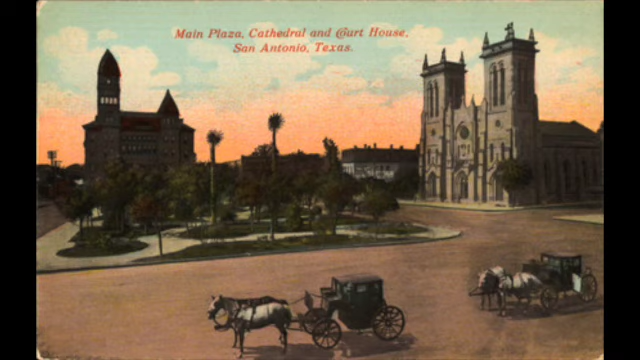 Main Plaza, Cathedral and Court House,
San Antonio, Texas.